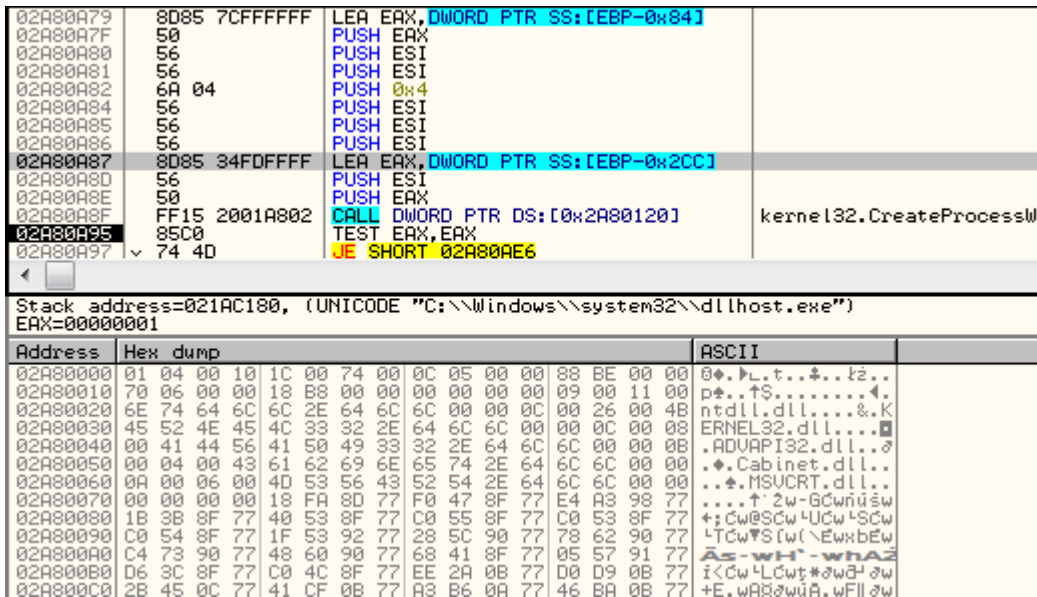 02A80A79 8D85 7CFFFFFF LEA EAX,DWORD PTR SS:[EBP-0x84]
02A80A7F 50 PUSH EAX
02A80A80 56 PUSH ESI
02A80A81 56 PUSH ESI
02A80A82 6A 04 PUSH 0x4
02A80A84 56 PUSH ESI
02A80A85 56 PUSH ESI
02A80A86 56 PUSH ESI
02A80A87 8D85 34FDFFFF LEA EAX,DWORD PTR SS:[EBP-0x2CC]
02A80A8D 56 PUSH ESI
02A80A8E 50 PUSH EAX
02A80A8F FF15 2001A802 CALL DWORD PTR DS:[0x2A80120] kernel32.CreateProcessW
02A80A95 85C0 TEST EAX,EAX
02A80A97 74 4D JE SHORT 02A80AE6
Stack address=021AC180, (UNICODE "C:\\Windows\\system32\\dllhost.exe")
EAX=00000001
Address Hex dump ASCII
02A80000 01 04 00 10 1C 00 74 00 0C 05 00 00 88 BE 00 00
02A80010 70 06 00 00 18 B8 00 00 00 00 00 00 09 00 11 00
02A80020 6E 74 64 6C 6C 2E 64 6C 6C 00 00 0C 00 26 00 4B ntdll.dll....&.K
02A80030 45 52 4E 45 4C 33 32 2E 64 6C 6C 00 00 0C 00 08 ERNEL32.dll....
02A80040 00 41 44 56 41 50 49 33 32 2E 64 6C 6C 00 00 0B .ADVAPI32.dll..
02A80050 00 04 00 43 61 62 69 6E 65 74 2E 64 6C 6C 00 00 .♦.Cabinet.dll..
02A80060 0A 00 06 00 4D 53 56 43 52 54 2E 64 6C 6C 00 00 ..♠.MSVCRT.dll..
02A80070 00 00 00 00 18 FA 8D 77 F0 47 8F 77 E4 A3 98 77
02A80080 1B 3B 8F 77 40 53 8F 77 C0 55 8F 77 C0 53 8F 77
02A80090 C0 54 8F 77 1F 53 92 77 28 5C 90 77 78 62 90 77
02A800A0 C4 73 90 77 48 60 90 77 68 41 8F 77 05 57 91 77
02A800B0 D6 3C 8F 77 C0 4C 8F 77 EE 2A 0B 77 D0 D9 0B 77
02A800C0 2B 45 0C 77 41 CF 0B 77 A3 B6 0A 77 46 BA 0B 77